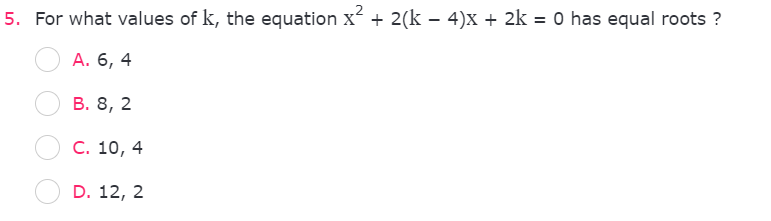 5. For what values of k, the equation x² + 2(k – 4)x + 2k = 0 has equal roots ?
A. 6, 4
B. 8, 2
C. 10, 4
D. 12, 2